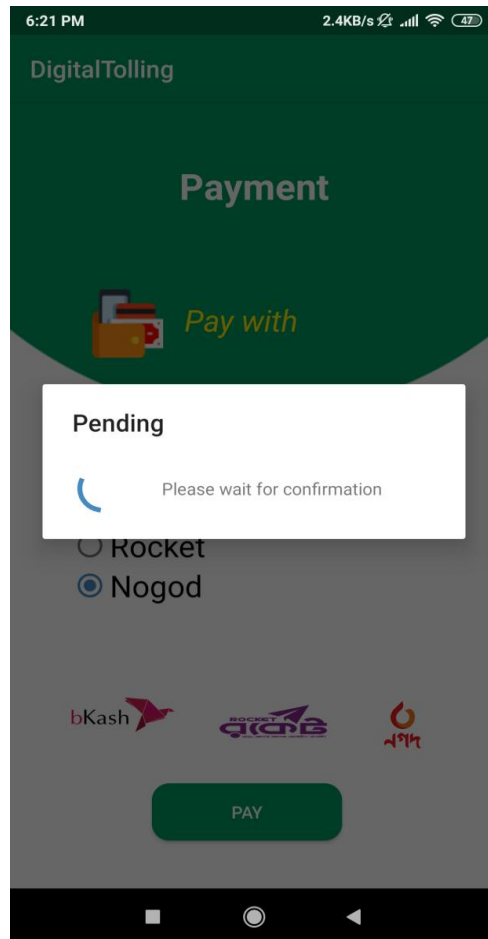 6:21 PM 2.4KB/s 47
DigitalTolling
Payment
Pay with
Pending
Please wait for confirmation
Rocket
Nogod
bKash
ROCKET
রকেট
নগদ
PAY